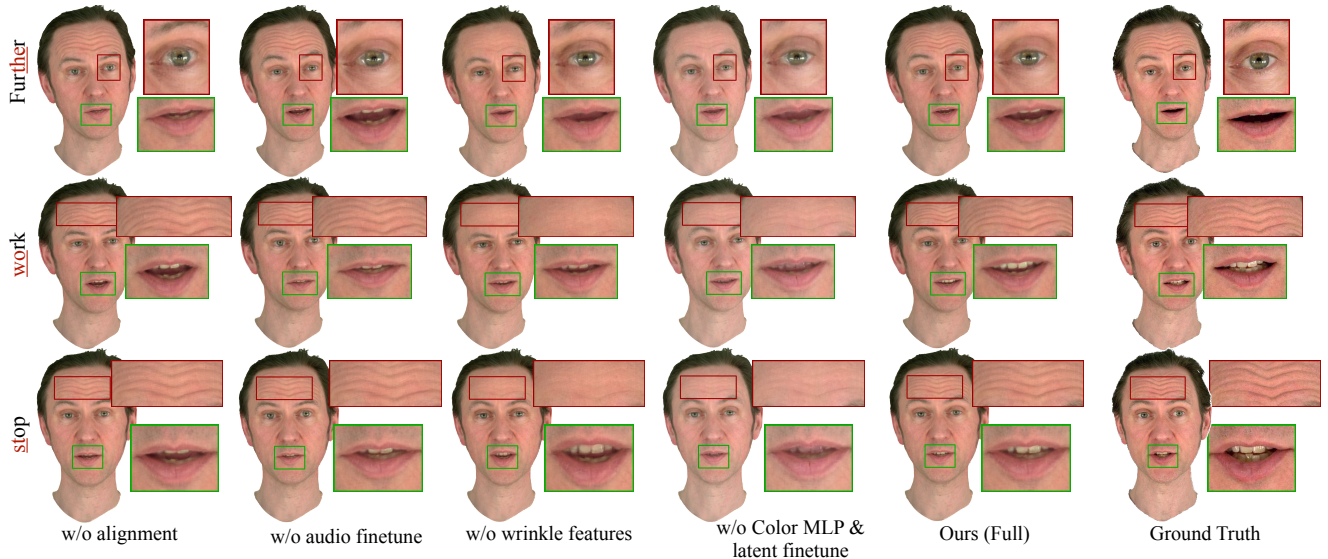 Further
work
stop
w/o alignment
w/o audio finetune
w/o wrinkle features
w/o Color MLP &
latent finetune
Ours (Full)
Ground Truth